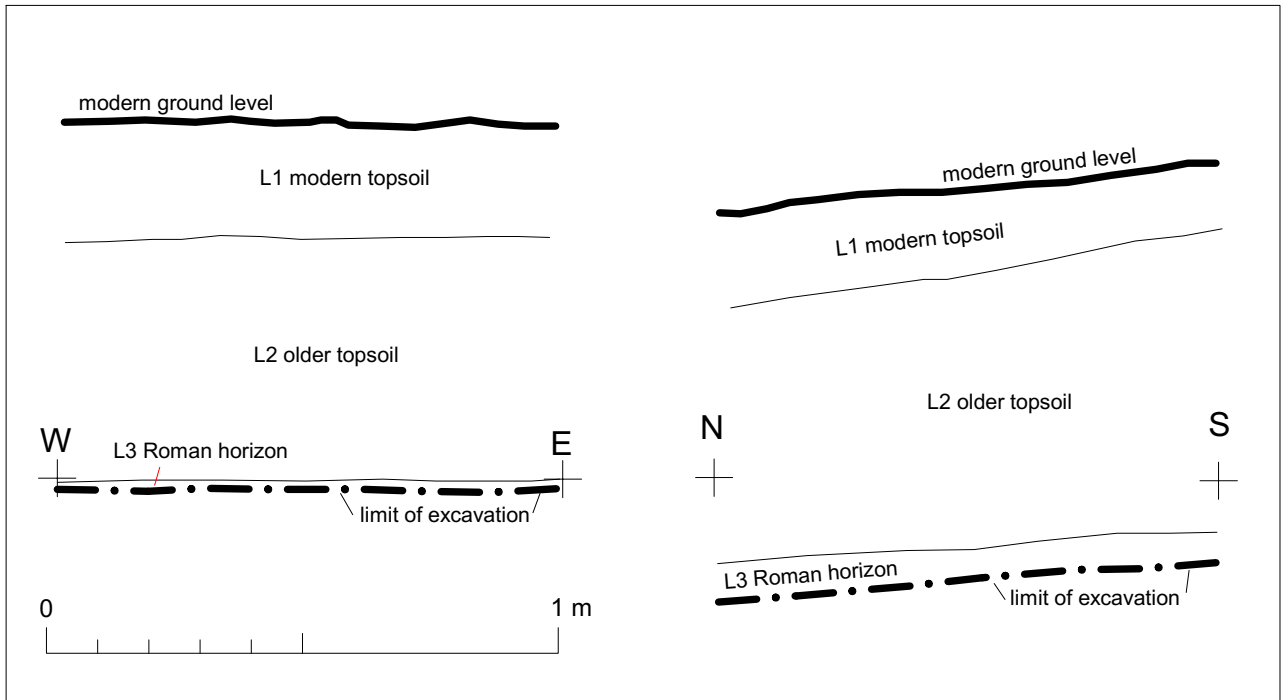 modern ground level
L1 modern topsoil
L2 older topsoil
W
E
L3 Roman horizon
limit of excavation
0
1 m
modern ground level
L1 modern topsoil
L2 older topsoil
N
S
L3 Roman horizon
limit of excavation